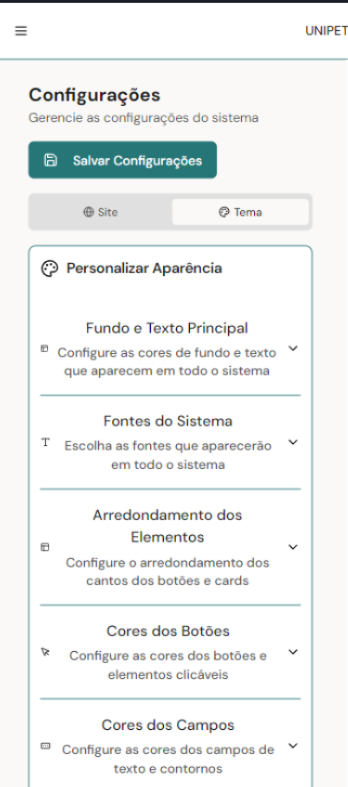 UNIPET
Configurações
Gerencie as configurações do sistema
Salvar Configurações
Site
Tema
Personalizar Aparência
Fundo e Texto Principal
Configure as cores de fundo e texto
que aparecem em todo o sistema
Fontes do Sistema
Escolha as fontes que aparecerão
em todo o sistema
Arredondamento dos
Elementos
Configure o arredondamento dos
cantos dos botões e cards
Cores dos Botões
Configure as cores dos botões e
elementos clicáveis
Cores dos Campos
Configure as cores dos campos de
texto e contornos